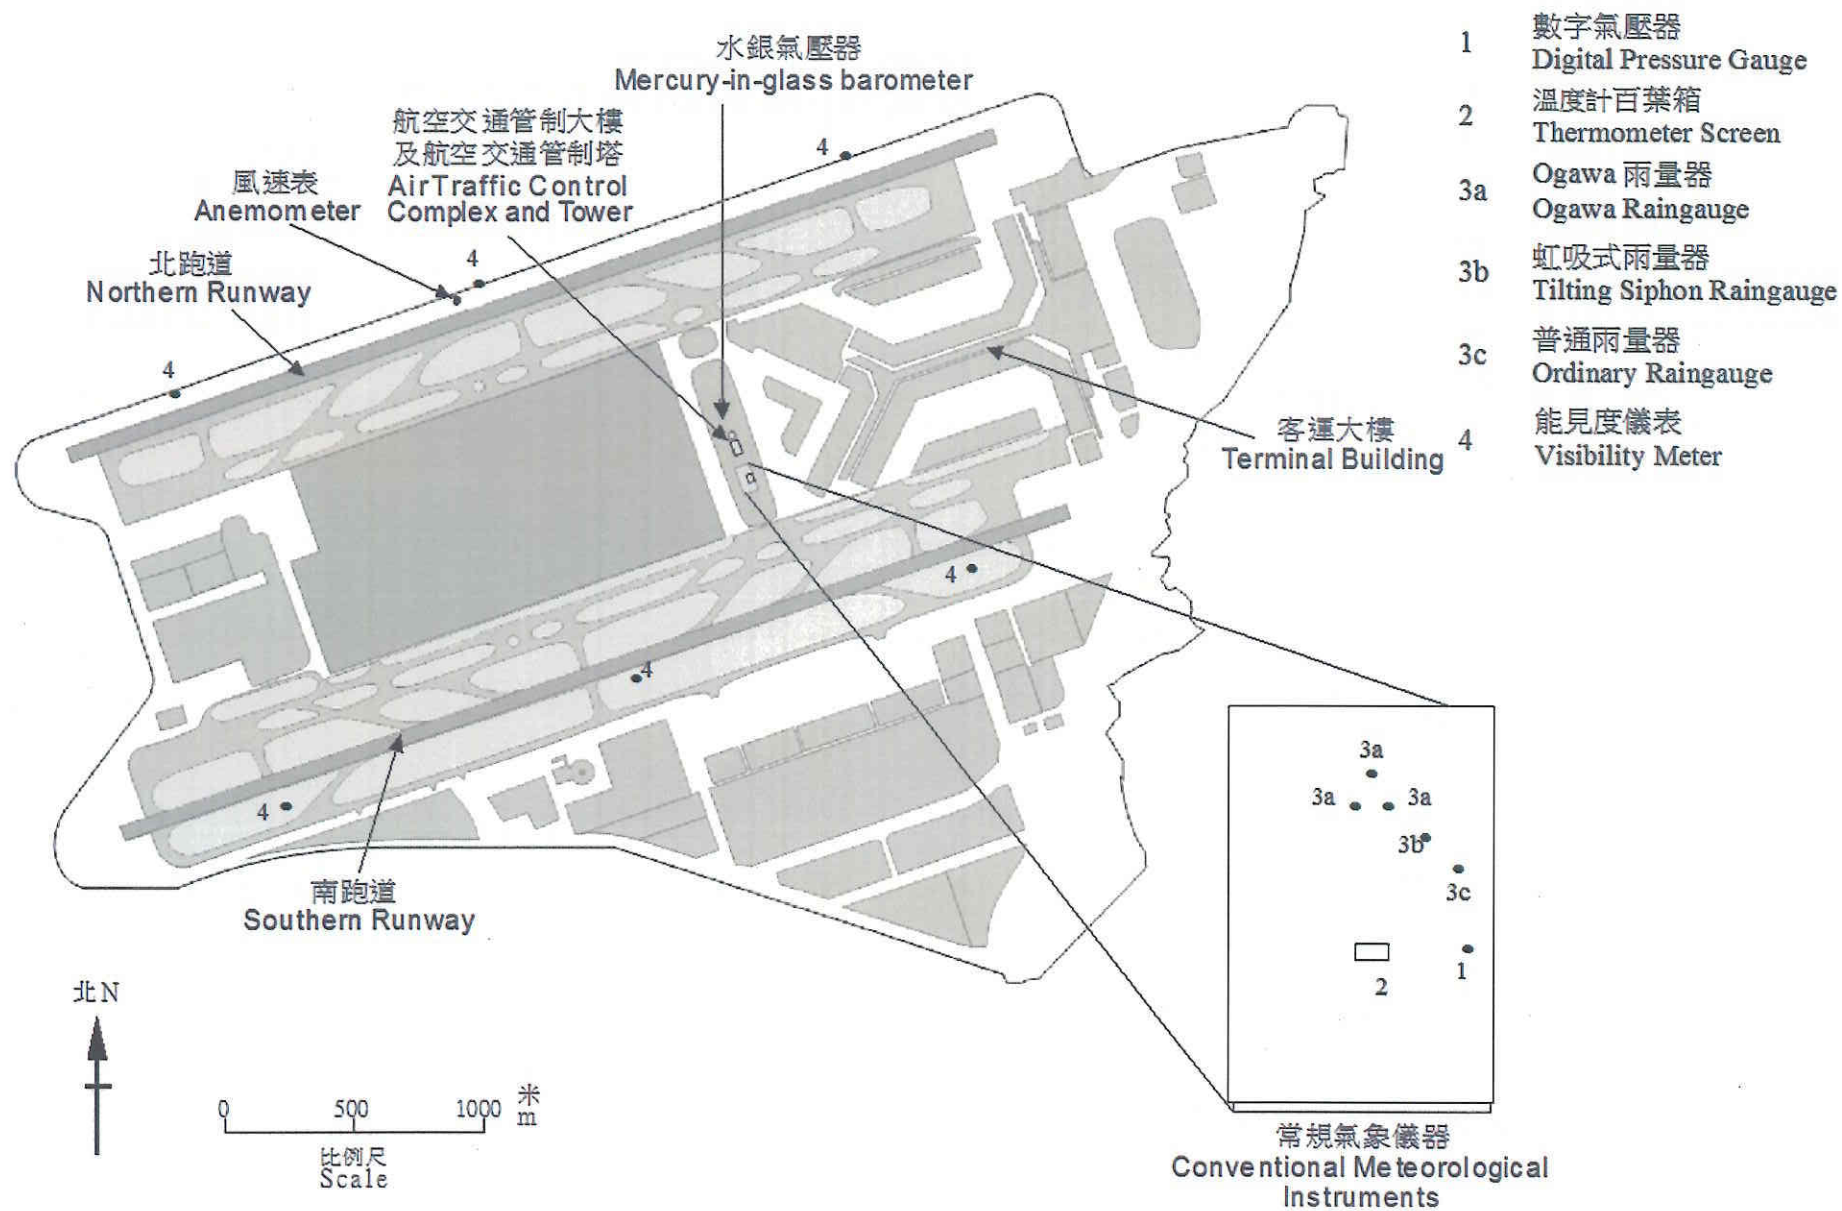 水銀氣壓器
Mercury-in-glass barometer
航空交通管制大樓
及航空交通管制塔
Air Traffic Control
Complex and Tower
風速表
Anemometer
北跑道
Northern Runway
4
4
4
客運大樓
Terminal Building
4
4
4
南跑道
Southern Runway
1
數字氣壓器
Digital Pressure Gauge
2
溫度計百葉箱
Thermometer Screen
3a
Ogawa 雨量器
Ogawa Raingauge
3b
虹吸式雨量器
Tilting Siphon Raingauge
3c
普通雨量器
Ordinary Raingauge
4
能見度儀表
Visibility Meter
3a
3a
3a
3b
3c
1
2
常規氣象儀器
Conventional Meteorological
Instruments
北N
0 500 1000 米
m
比例尺
Scale